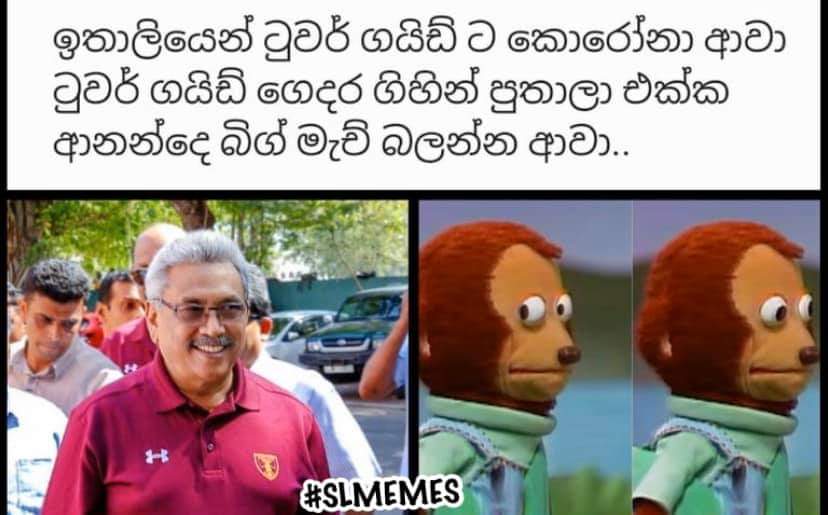 ඉතාලියෙන් ටුවර් ගයිඩ් ට කොරෝනා ආවා
ටුවර් ගයිඩ් ගෙදර ගිහින් පුතාලා එක්ක
ආනන්දෙ බිග් මැච් බලන්න ආවා..
#SLMEMES